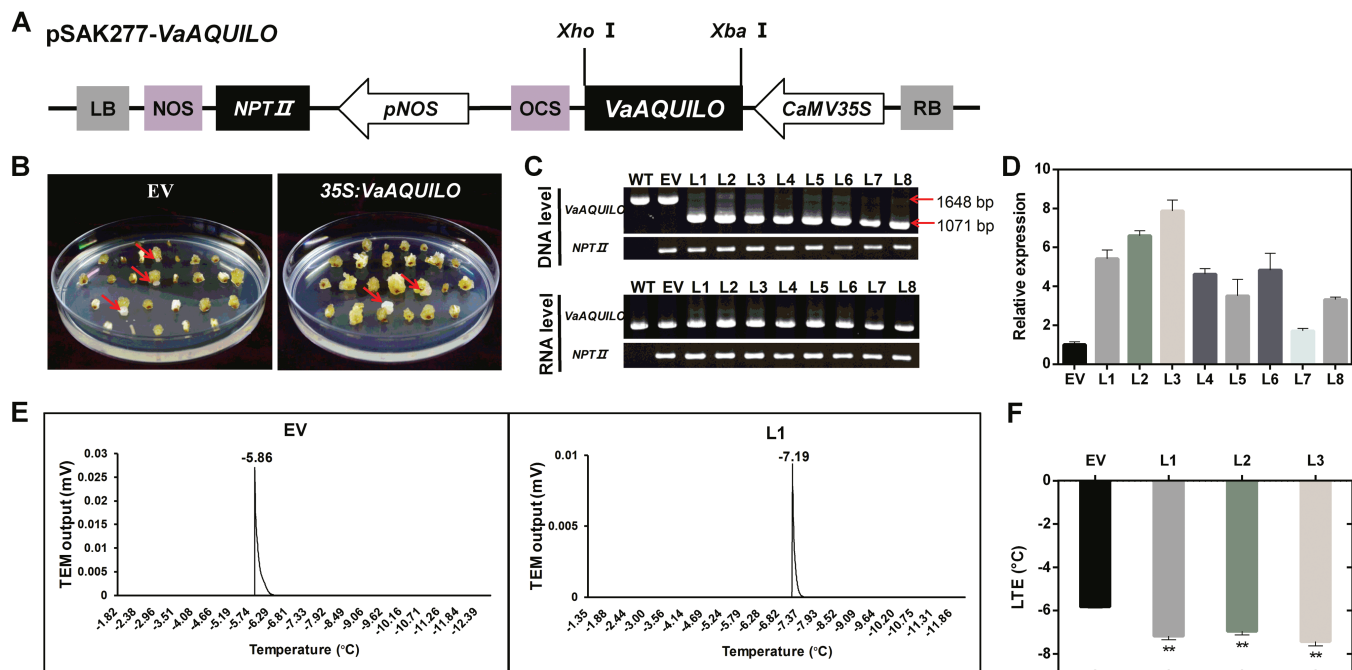 A
pSAK277-VaAQUILO
Xho I
Xba I
LB
NOS
NPT II
pNOS
OCS
VaAQUILO
CaMV35S
RB
B
EV
35S:VaAQUILO
C
WT EV L1 L2 L3 L4 L5 L6 L7 L8
DNA level
VaAQUILO
1648 bp
1071 bp
NPT II
WT EV L1 L2 L3 L4 L5 L6 L7 L8
RNA level
VaAQUILO
NPT II
D
Relative expression
10
8
6
4
2
0
EV L1 L2 L3 L4 L5 L6 L7 L8
E
EV
-5.86
TEM output (mV)
0.03
0.025
0.02
0.015
0.01
0.005
0
-1.82 -2.38 -2.96 -3.51 -4.08 -4.66 -5.19 -5.74 -6.29 -6.81 -7.33 -7.92 -8.49 -9.06 -9.62 -10.16 -10.71 -11.26 -11.84 -12.39
Temperature (°C)
L1
-7.19
TEM output (mV)
0.01
0.005
0
-1.35 -1.88 -2.44 -3.00 -3.56 -4.14 -4.69 -5.24 -5.79 -6.28 -6.82 -7.37 -7.93 -8.52 -9.09 -9.64 -10.20 -10.75 -11.31 -11.86
Temperature (°C)
F
EV L1 L2 L3
LTE (°C)
0
-2
-4
-6
-8
** ** **